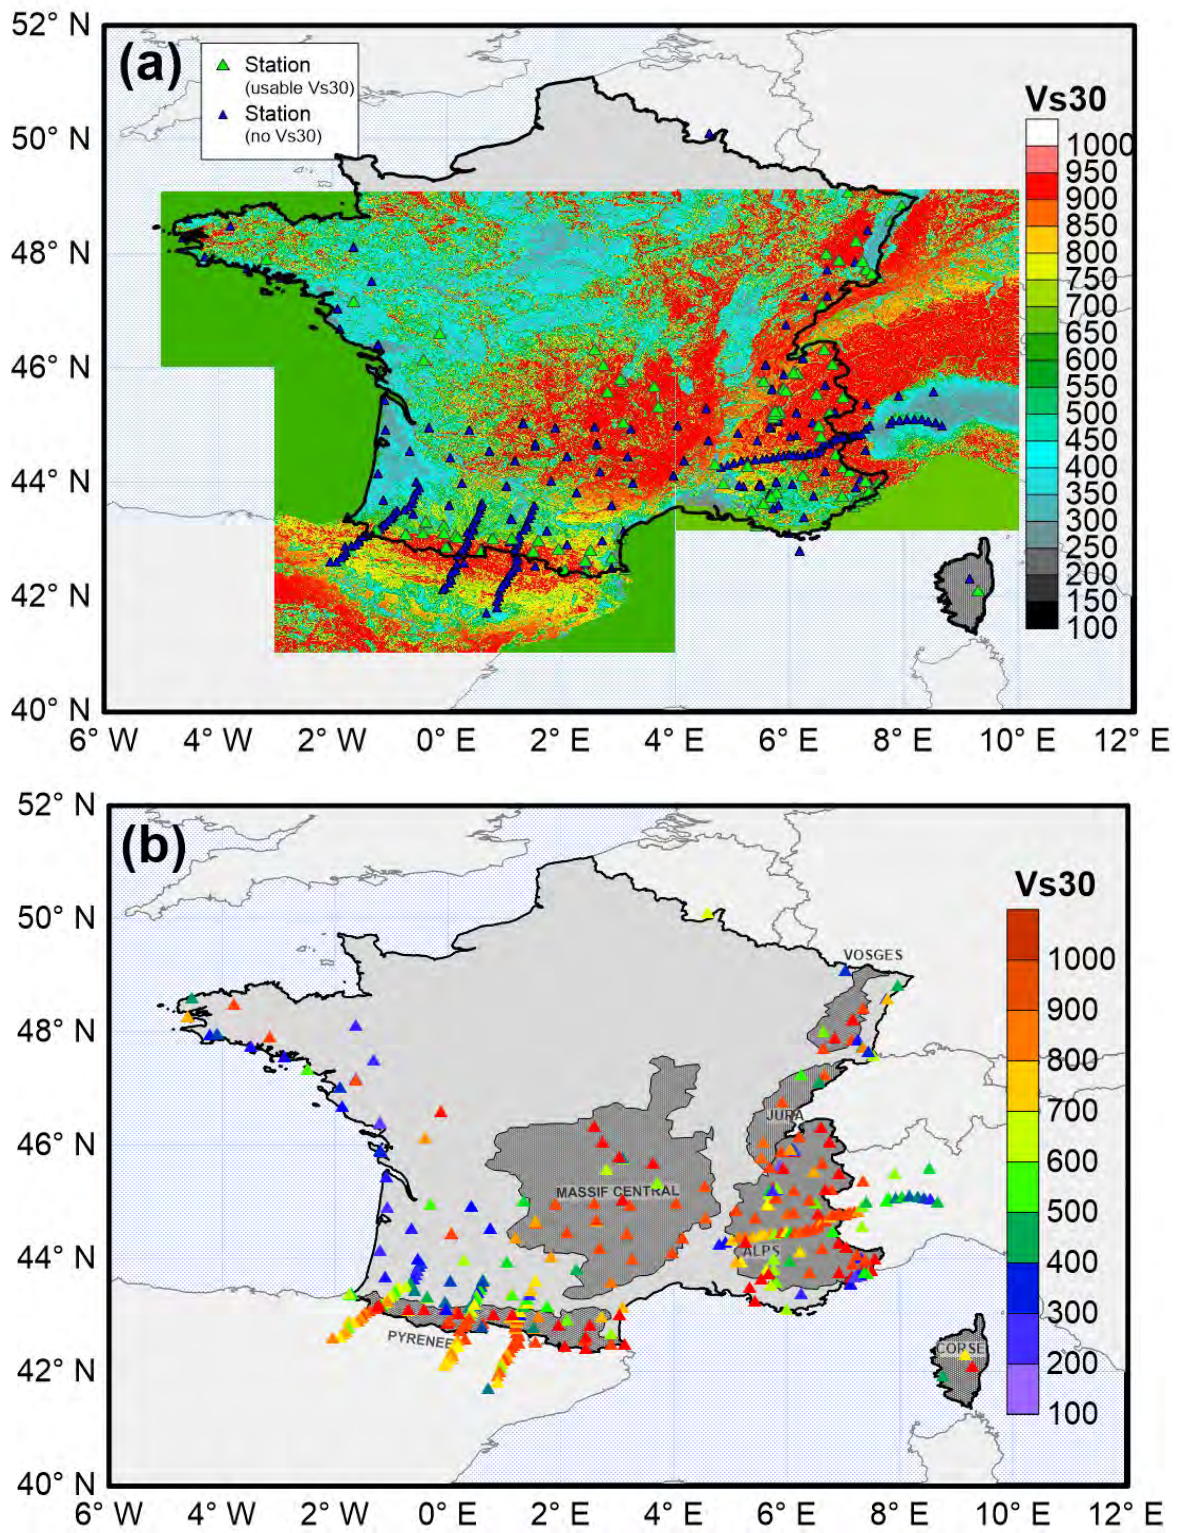 52° N
50° N
48° N
46° N
44° N
42° N
40° N
(a)
Station
(usable Vs30)
Station
(no Vs30)
Vs30
1000
950
900
850
800
750
700
650
600
550
500
450
400
350
300
250
200
150
100
6° W 4° W 2° W 0° E 2° E 4° E 6° E 8° E 10° E 12° E
52° N
50° N
48° N
46° N
44° N
42° N
40° N
(b)
Vs30
1000
900
800
700
600
500
400
300
200
100
VOSGES
JURA
MASSIF CENTRAL
ALPS
PYRENEE
CORSE
6° W 4° W 2° W 0° E 2° E 4° E 6° E 8° E 10° E 12° E